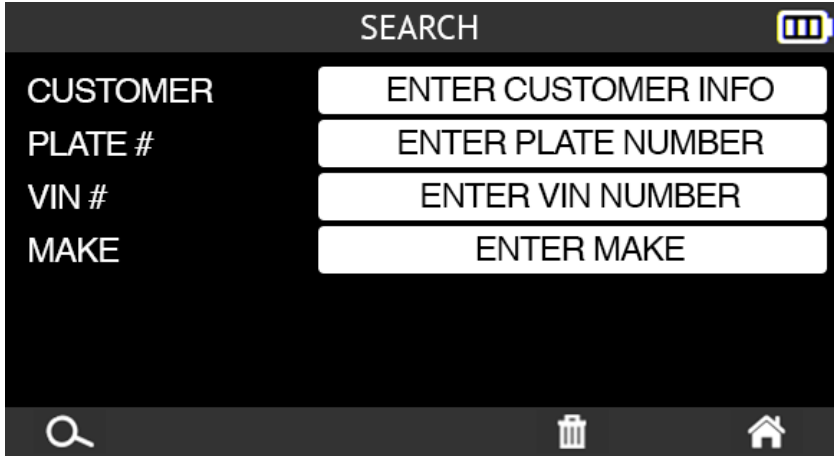 SEARCH
CUSTOMER ENTER CUSTOMER INFO
PLATE # ENTER PLATE NUMBER
VIN # ENTER VIN NUMBER
MAKE ENTER MAKE